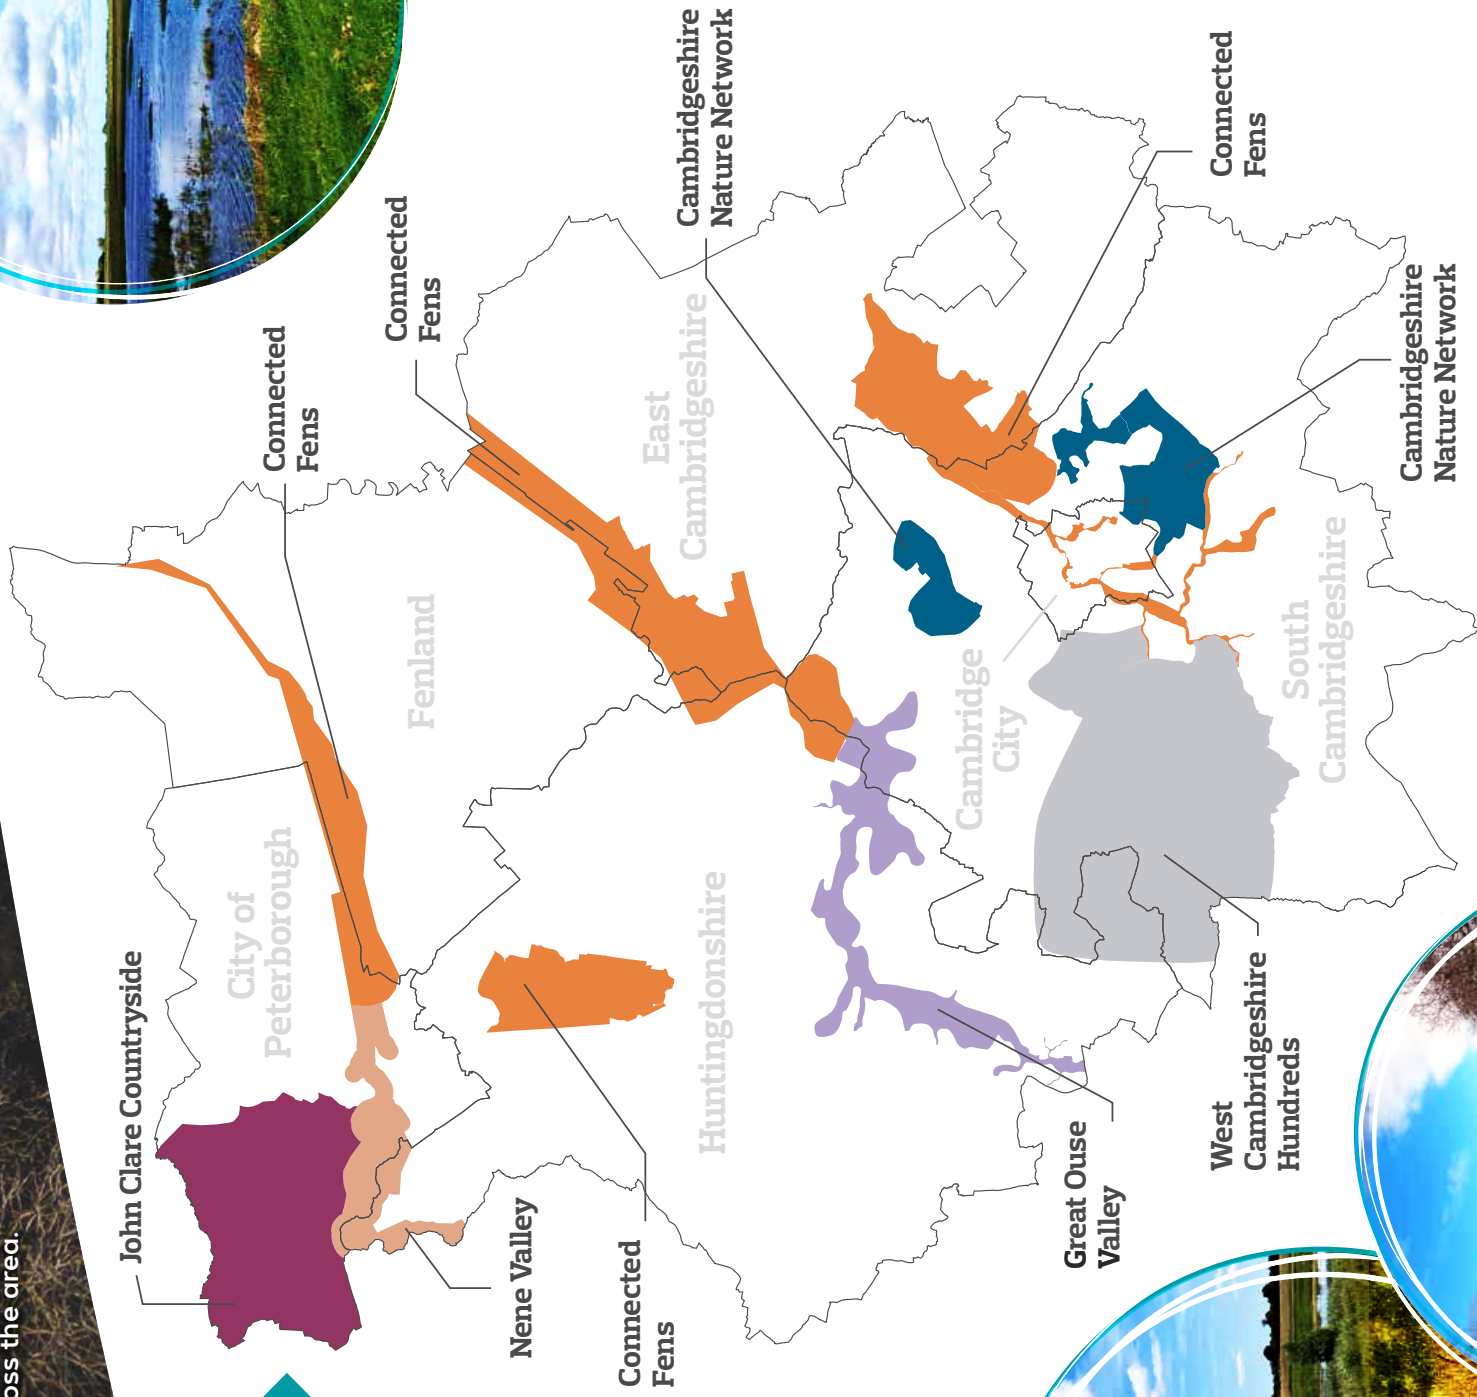 oss the area.
John Clare Countryside
City of
Peterborough
Connected
Fens
Connected
Fens
Fenland
Nene Valley
Connected
Fens
Huntingdonshire
East
Cambridgeshire
Cambridgeshire
Nature Network
Cambridge
City
Great Ouse
Valley
West
Cambridgeshire
Hundreds
Connected
Fens
South
Cambridgeshire
Cambridgeshire
Nature Network